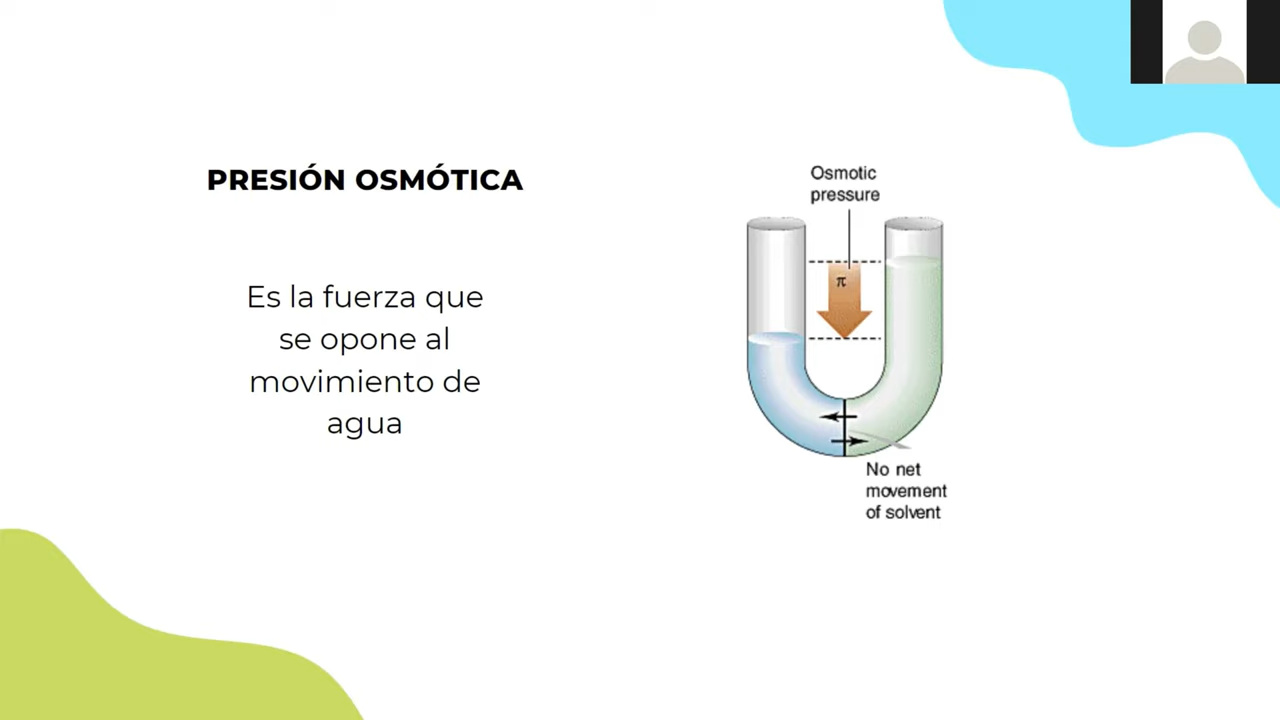 PRESIÓN OSMÓTICA
Es la fuerza que
se opone al
movimiento de
agua
Osmotic
pressure
π
No net
movement
of solvent